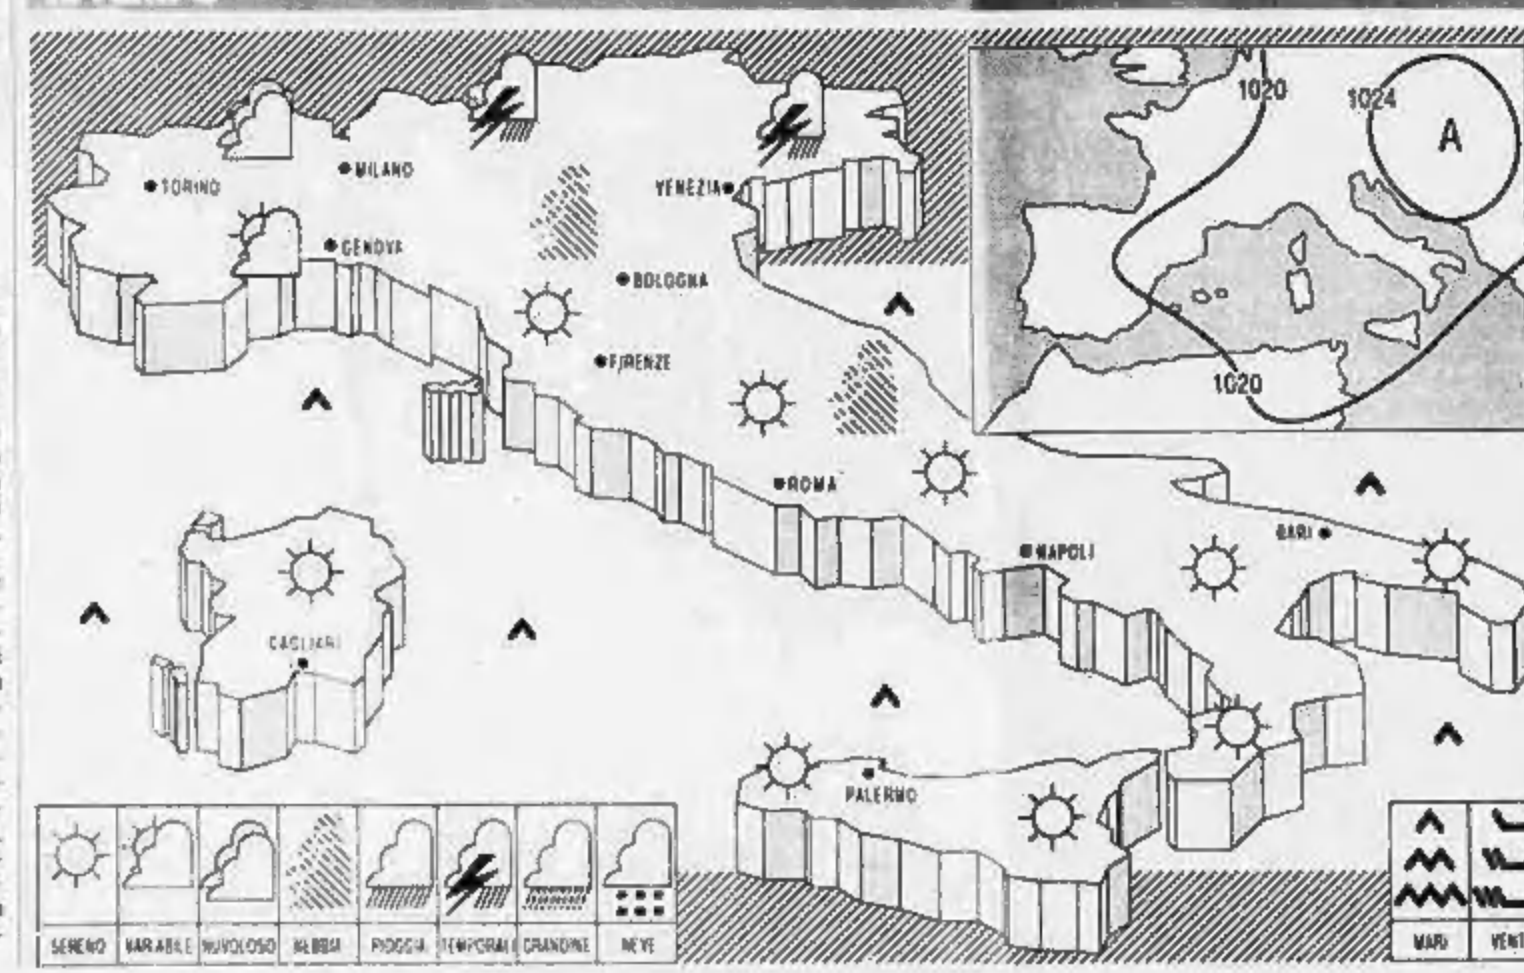 1020
1024
A
MILANO
TORINO
VENEZIA
GENOVA
BOLOGNA
FIRENZE
1020
ROMA
BARI
NAPOLI
CAGLIARI
PALERMO
SERENO VARIABILE NUVOLOSO NEBBIA PIOGGIA TEMPORALI GRANDINE NEVE
MARI VENT